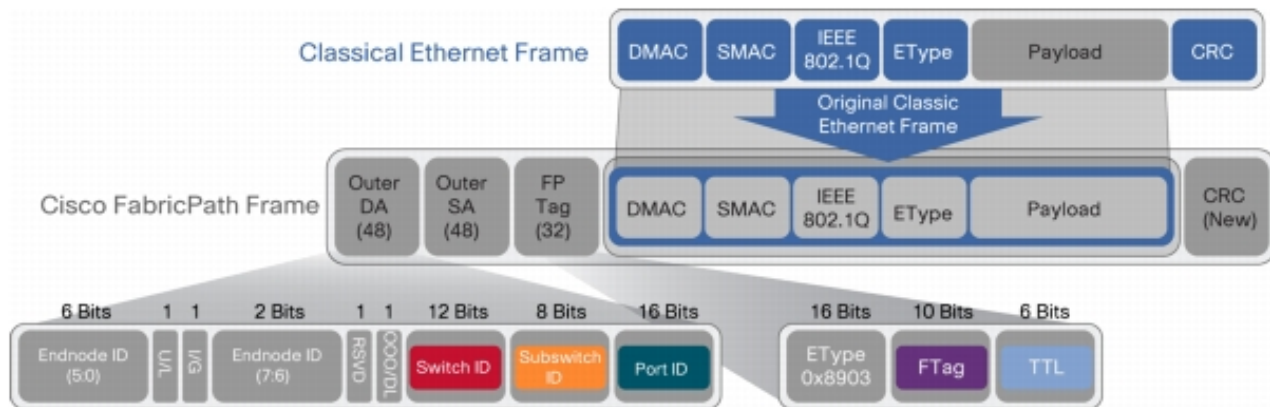 Classical Ethernet Frame
DMAC
SMAC
IEEE
802.1Q
EType
Payload
CRC
Original Classic
Ethernet Frame
Cisco FabricPath Frame
Outer
DA
(48)
Outer
SA
(48)
FP
Tag
(32)
DMAC
SMAC
IEEE
802.1Q
EType
Payload
CRC
(New)
6 Bits
1
1
2 Bits
1
1
12 Bits
8 Bits
16 Bits
Endnode ID
(5:0)
U/L
I/G
Endnode ID
(7:6)
RSVD
OOO/DL
Switch ID
Subswitch
ID
Port ID
16 Bits
10 Bits
6 Bits
EType
0x8903
FTag
TTL